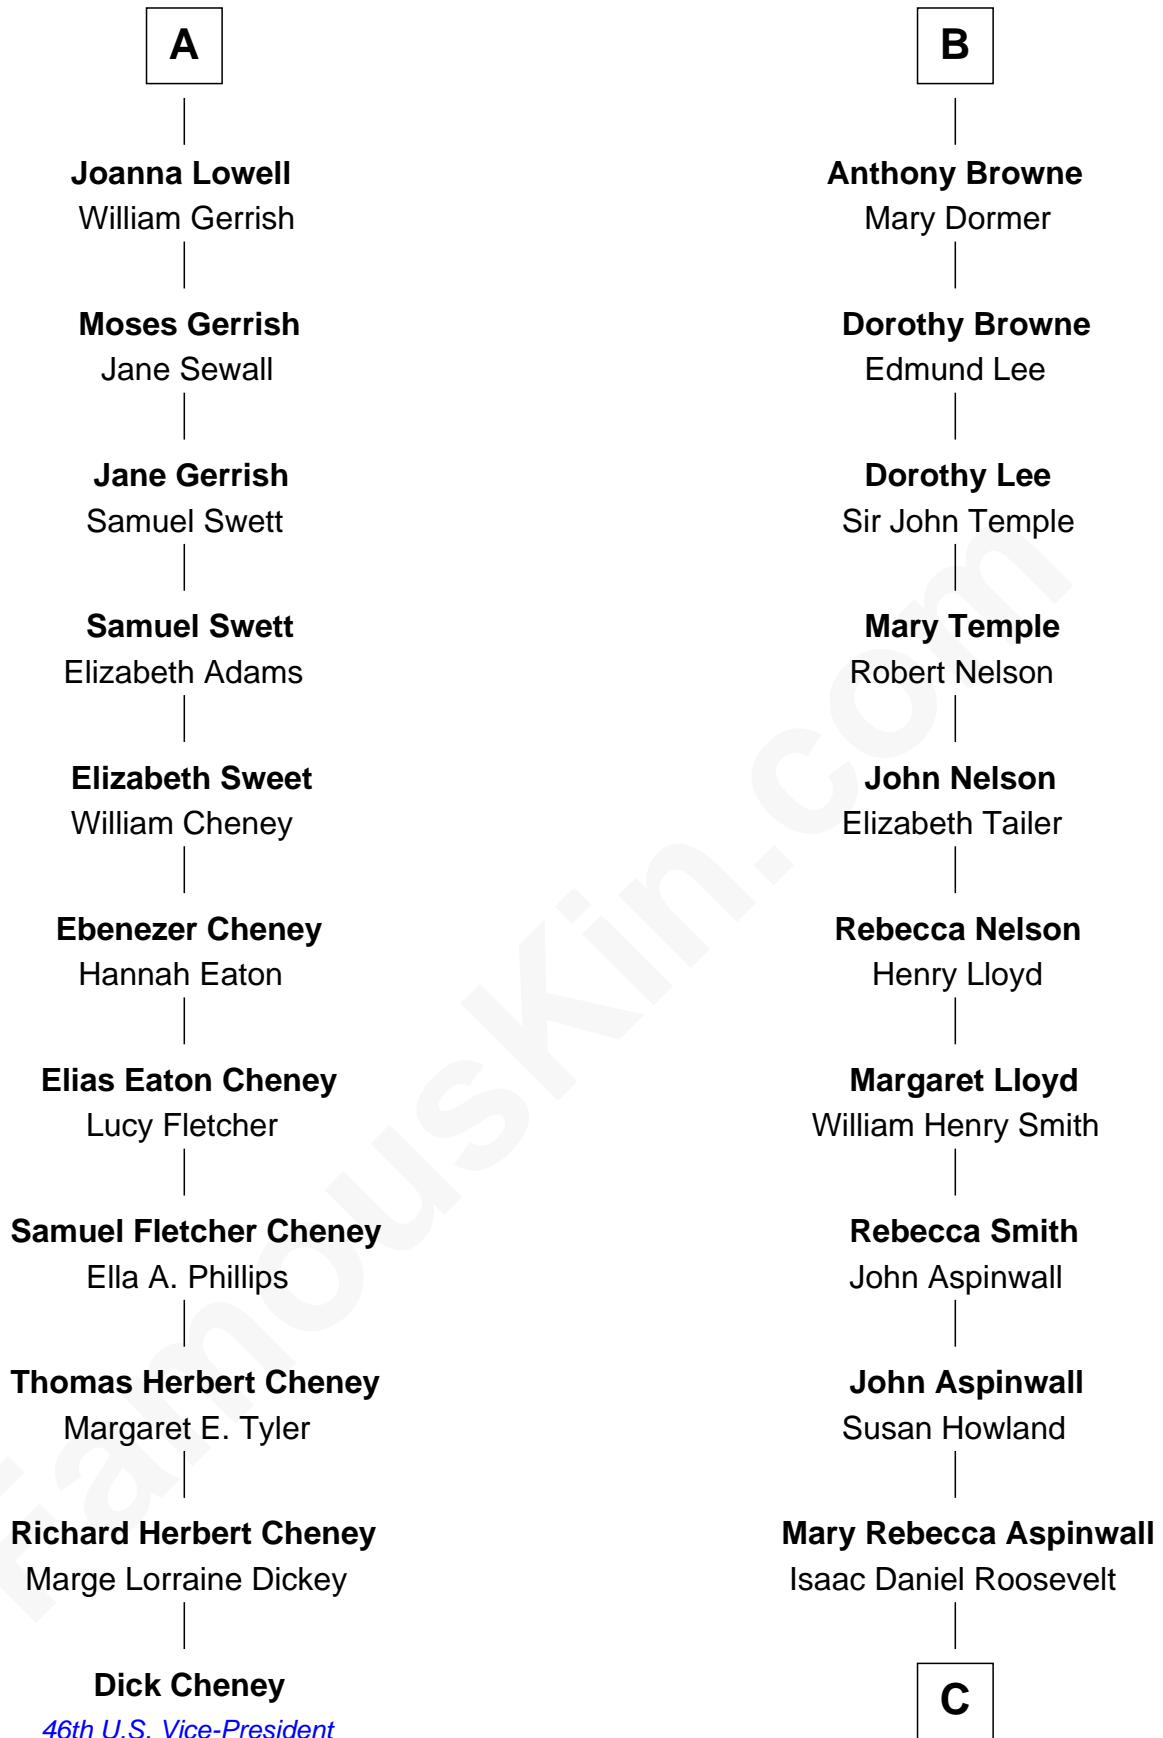 A
Joanna Lowell
William Gerrish
Moses Gerrish
Jane Sewall
Jane Gerrish
Samuel Swett
Samuel Swett
Elizabeth Adams
Elizabeth Sweet
William Cheney
Ebenezer Cheney
Hannah Eaton
Elias Eaton Cheney
Lucy Fletcher
Samuel Fletcher Cheney
Ella A. Phillips
Thomas Herbert Cheney
Margaret E. Tyler
Richard Herbert Cheney
Marge Lorraine Dickey
Dick Cheney
46th U.S. Vice-President
B
Anthony Browne
Mary Dormer
Dorothy Browne
Edmund Lee
Dorothy Lee
Sir John Temple
Mary Temple
Robert Nelson
John Nelson
Elizabeth Tailer
Rebecca Nelson
Henry Lloyd
Margaret Lloyd
William Henry Smith
Rebecca Smith
John Aspinwall
John Aspinwall
Susan Howland
Mary Rebecca Aspinwall
Isaac Daniel Roosevelt
C
FamousKin.com